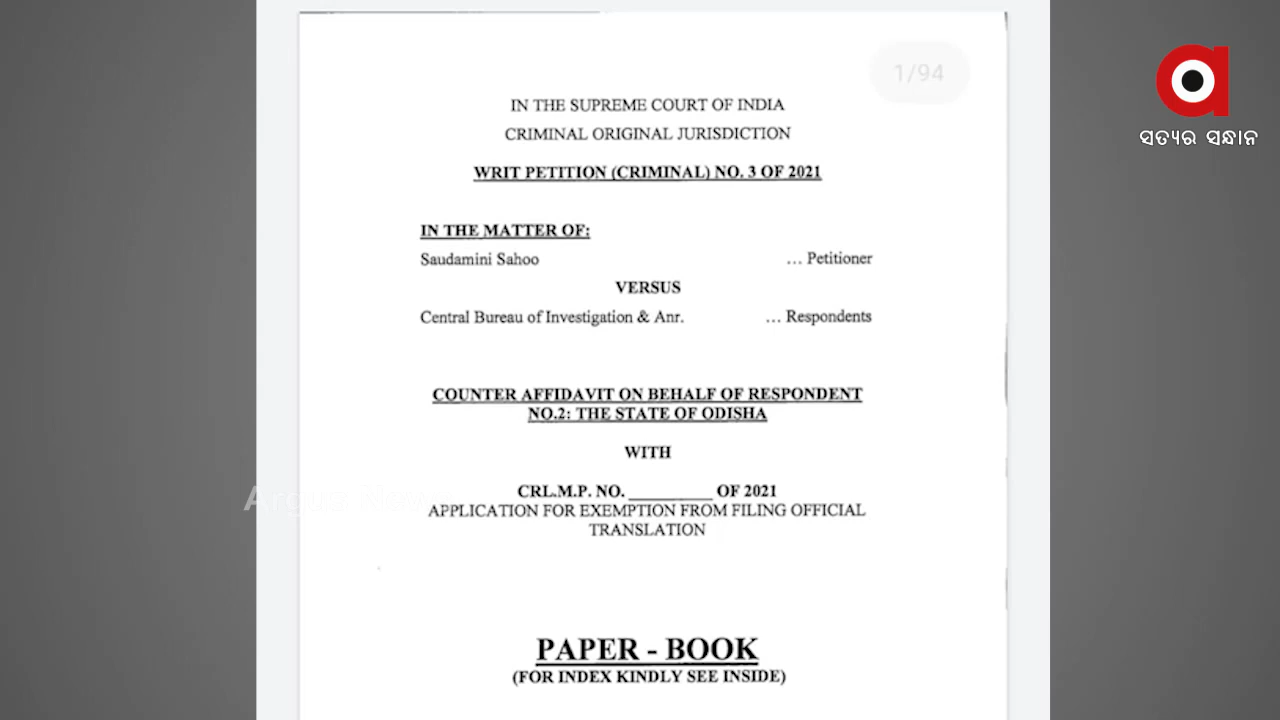 1/94
IN THE SUPREME COURT OF INDIA
CRIMINAL ORIGINAL JURISDICTION
WRIT PETITION (CRIMINAL) NO. 3 OF 2021
IN THE MATTER OF:
Saudamini Sahoo ... Petitioner
VERSUS
Central Bureau of Investigation & Anr. ... Respondents
COUNTER AFFIDAVIT ON BEHALF OF RESPONDENT
NO.2: THE STATE OF ODISHA
WITH
CRL.M.P. NO. _________ OF 2021
APPLICATION FOR EXEMPTION FROM FILING OFFICIAL
TRANSLATION
PAPER - BOOK
(FOR INDEX KINDLY SEE INSIDE)
ସତ୍ୟର ସନ୍ଧାନ
Argus News